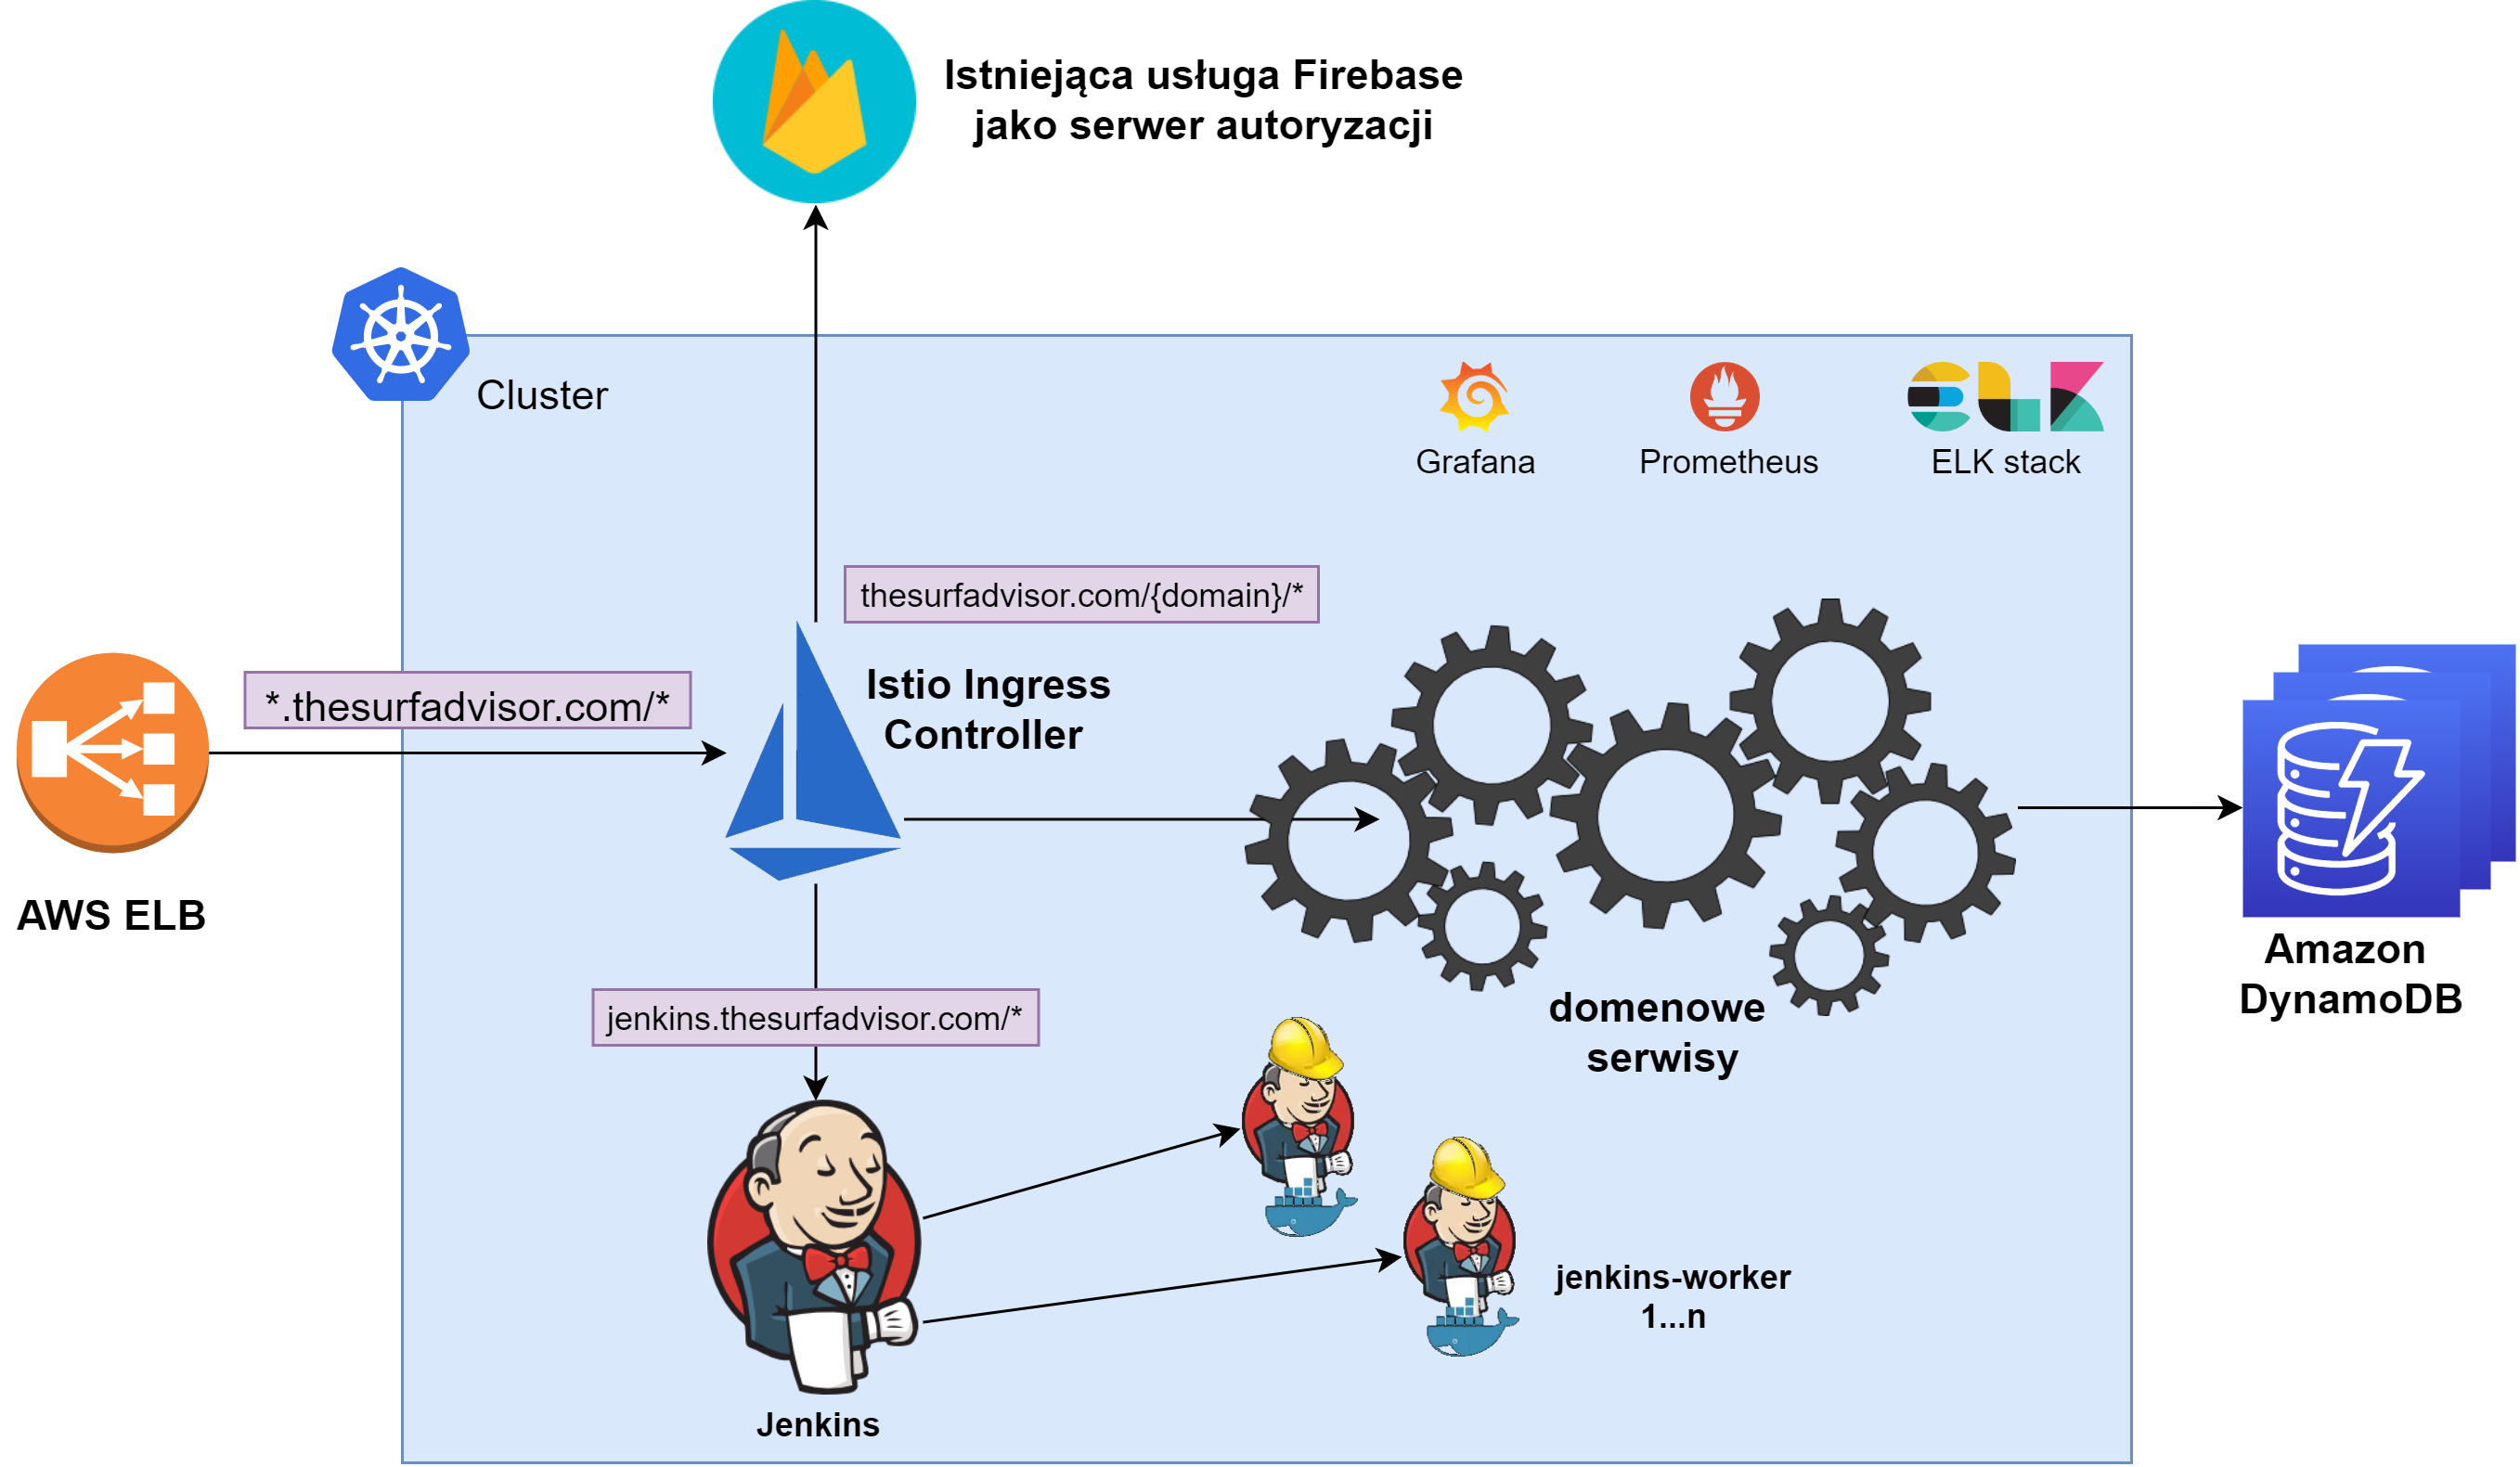 Istniejąca usługa Firebase
jako serwer autoryzacji
Cluster
Grafana
Prometheus
ELK stack
thesurfadvisor.com/{domain}/*
*.thesurfadvisor.com/*
Istio Ingress
Controller
AWS ELB
Amazon
DynamoDB
domenowe
serwisy
jenkins.thesurfadvisor.com/*
jenkins-worker
1...n
Jenkins